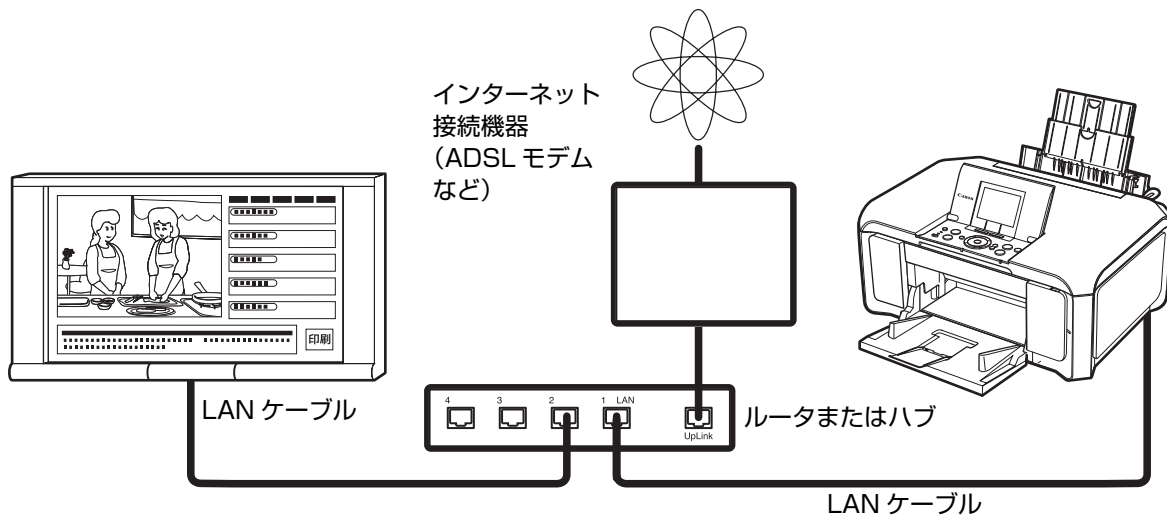 インターネット
接続機器
（ADSL モデム
など）
Canon
印刷
LAN ケーブル
4 3 2 1 LAN
UpLink
ルータまたはハブ
LAN ケーブル